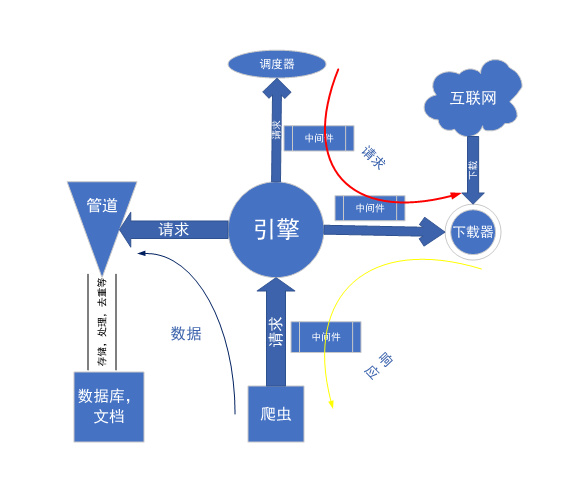 调度器
互联网
请求
中间件
请求
下载
管道
中间件
请求
引擎
下载器
存储，处理，去重等
数据
请求
中间件
响应
数据库，
文档
爬虫